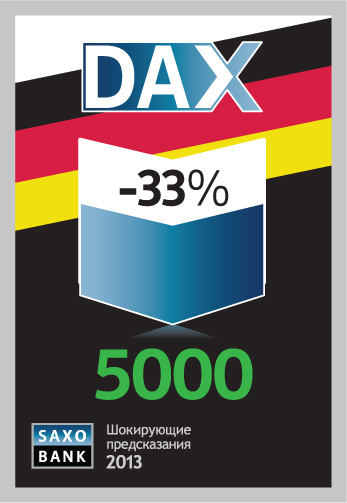 DAX
-33%
5000
SAXO
BANK
Шокирующие
предсказания
2013